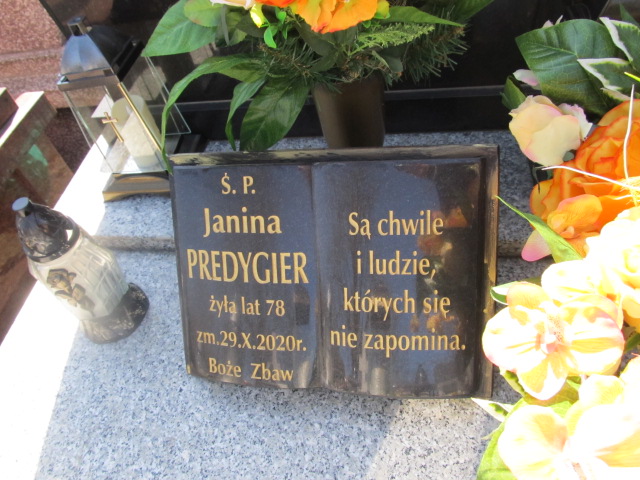 Ś. P.
Janina
PREDYGIER
żyła lat 78
zm.29.X.2020r.
Boże Zbaw
Są chwile
i ludzie,
których się
nie zapomina.